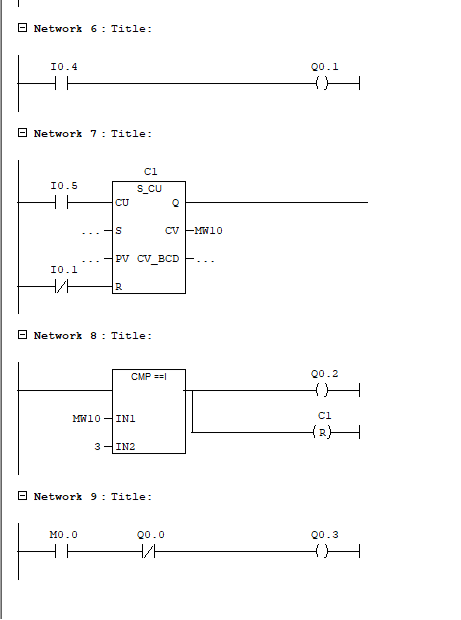 Network 6 : Title:
I0.4 Q0.1
Network 7 : Title:
C1
I0.5 S_CU
CU Q
... S CV MW10
... PV CV_BCD ...
I0.1
R
Network 8 : Title:
CMP ==I Q0.2
MW10 IN1 C1
R
3 IN2
Network 9 : Title:
M0.0 Q0.0 Q0.3